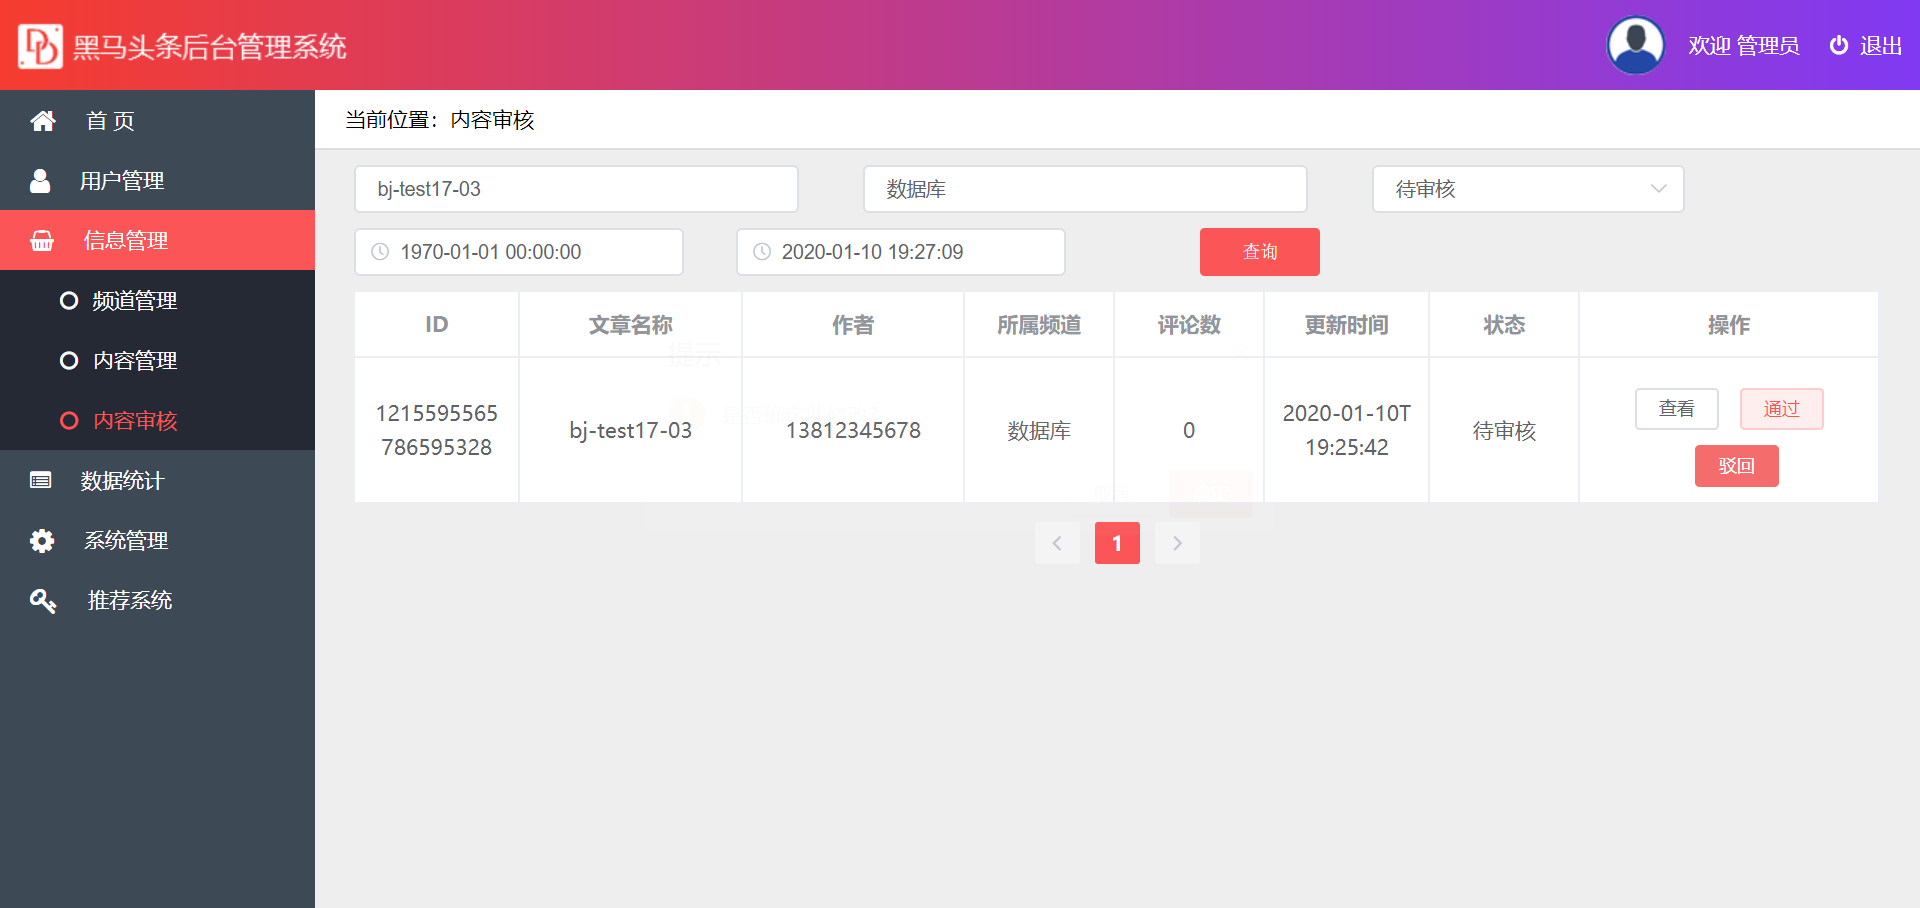 黑马头条后台管理系统
欢迎 管理员 退出
首 页
用户管理
信息管理
频道管理
内容管理
内容审核
数据统计
系统管理
推荐系统
当前位置：内容审核
bj-test17-03 数据库 待审核
1970-01-01 00:00:00 2020-01-10 19:27:09 查询
ID 文章名称 作者 所属频道 评论数 更新时间 状态 操作
1215595565
786595328
bj-test17-03
13812345678
数据库
0
2020-01-10T
19:25:42
待审核
查看 通过
驳回
提示
1